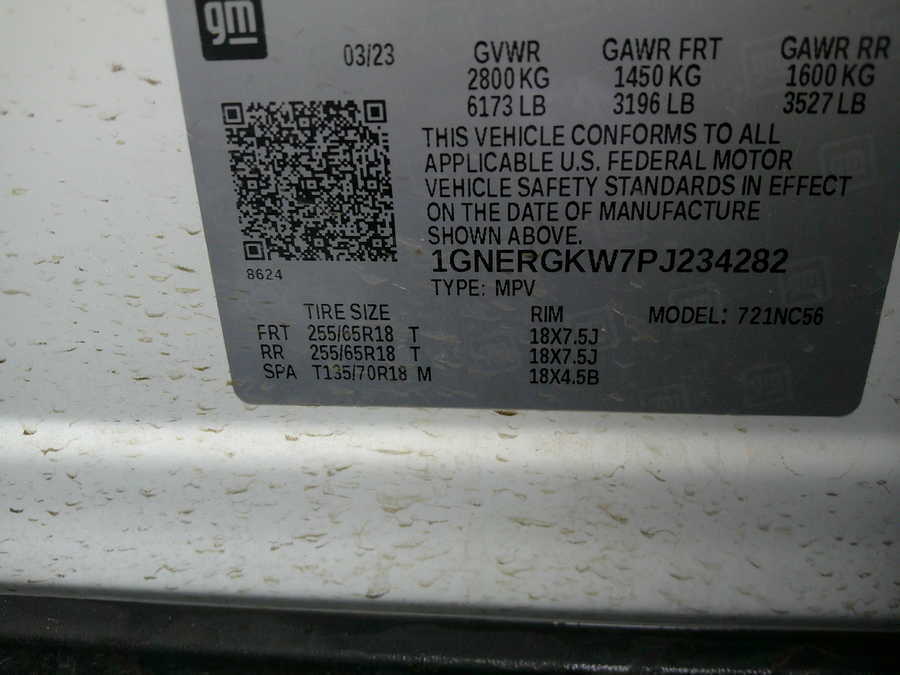 gm
03/23 GVWR GAWR FRT GAWR RR
2800 KG 1450 KG 1600 KG
6173 LB 3196 LB 3527 LB
THIS VEHICLE CONFORMS TO ALL
APPLICABLE U.S. FEDERAL MOTOR
VEHICLE SAFETY STANDARDS IN EFFECT
ON THE DATE OF MANUFACTURE
SHOWN ABOVE.
8624
1GNERGKW7PJ234282
TYPE: MPV
TIRE SIZE RIM MODEL: 721NC56
FRT 255/65R18 T 18X7.5J
RR 255/65R18 T 18X7.5J
SPA T135/70R18 M 18X4.5B